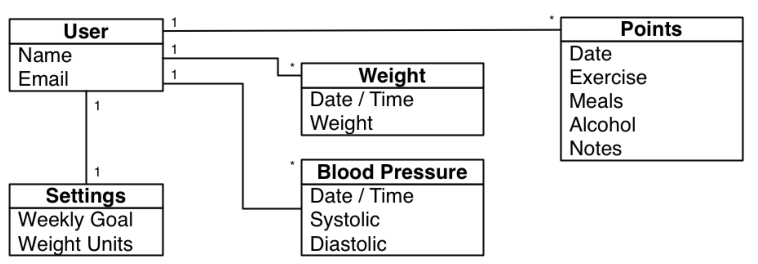 User
Name
Email
1
1
1
1
1
*
*
*
Points
Date
Exercise
Meals
Alcohol
Notes
Weight
Date / Time
Weight
Blood Pressure
Date / Time
Systolic
Diastolic
Settings
Weekly Goal
Weight Units